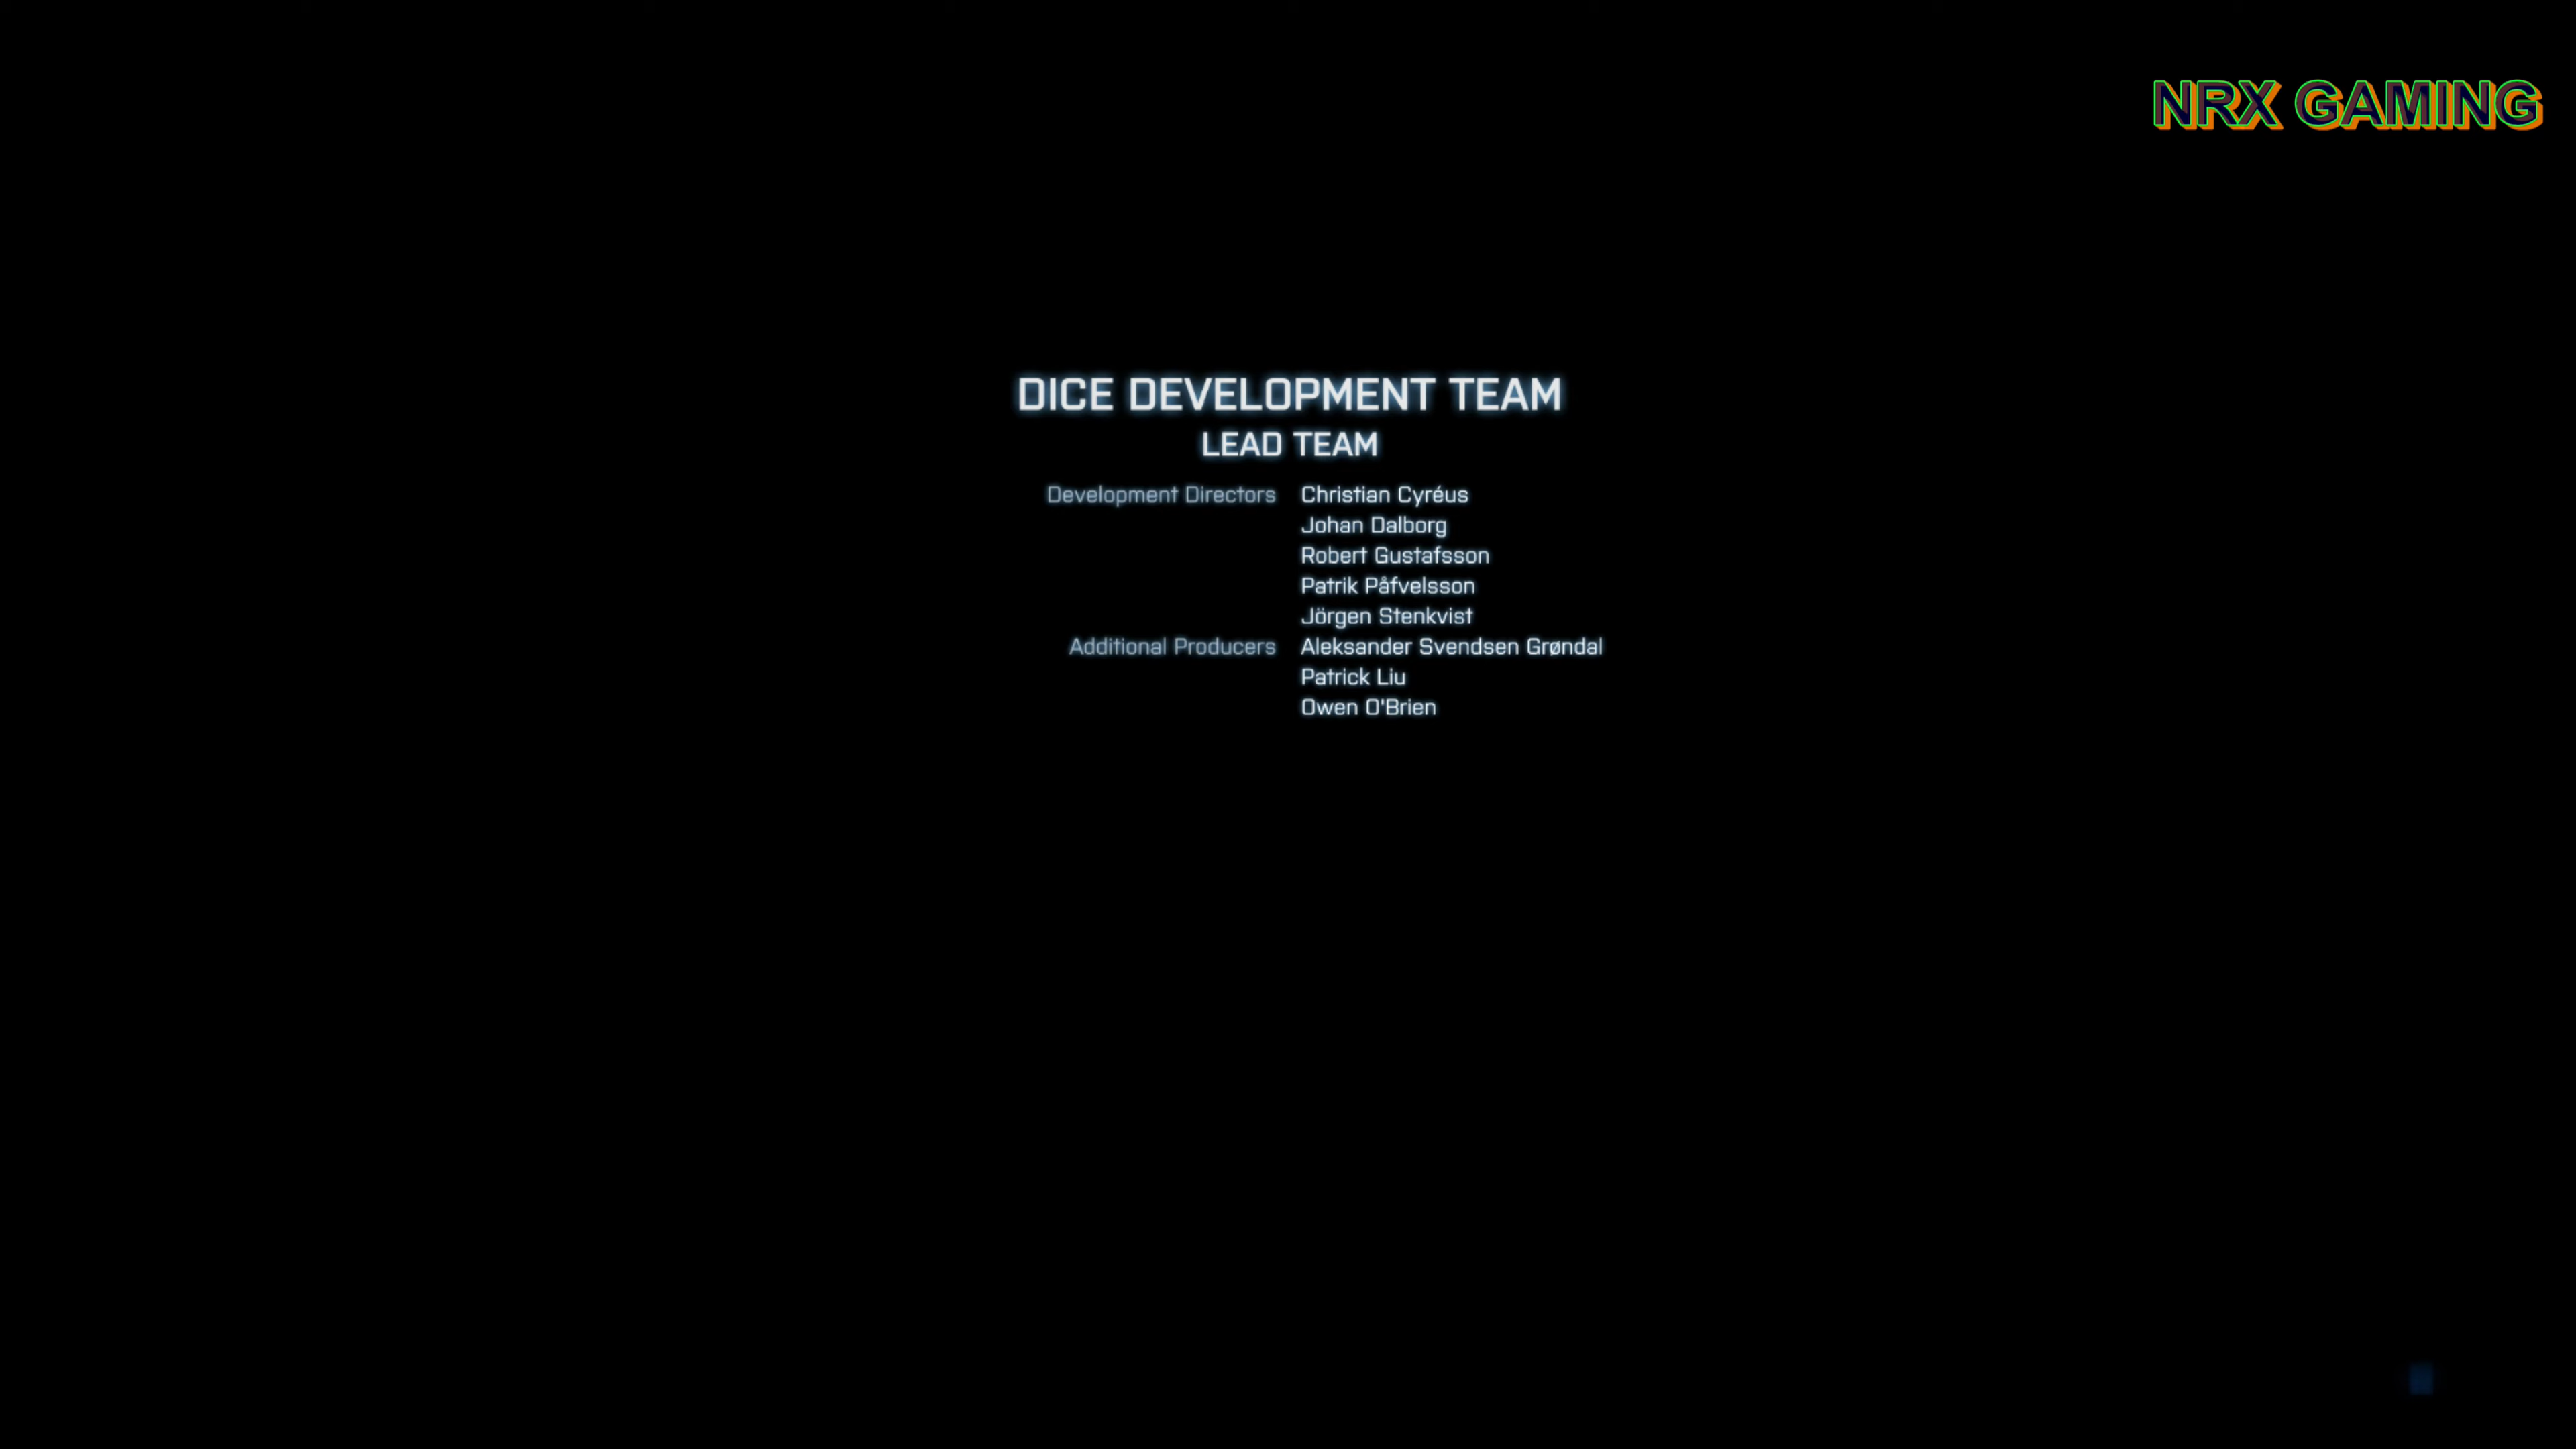 NRX GAMING
DICE DEVELOPMENT TEAM
LEAD TEAM
Development Directors Christian Cyréus
Johan Dalborg
Robert Gustafsson
Patrik Påfvelsson
Jörgen Stenkvist
Additional Producers Aleksander Svendsen Grøndal
Patrick Liu
Owen O'Brien